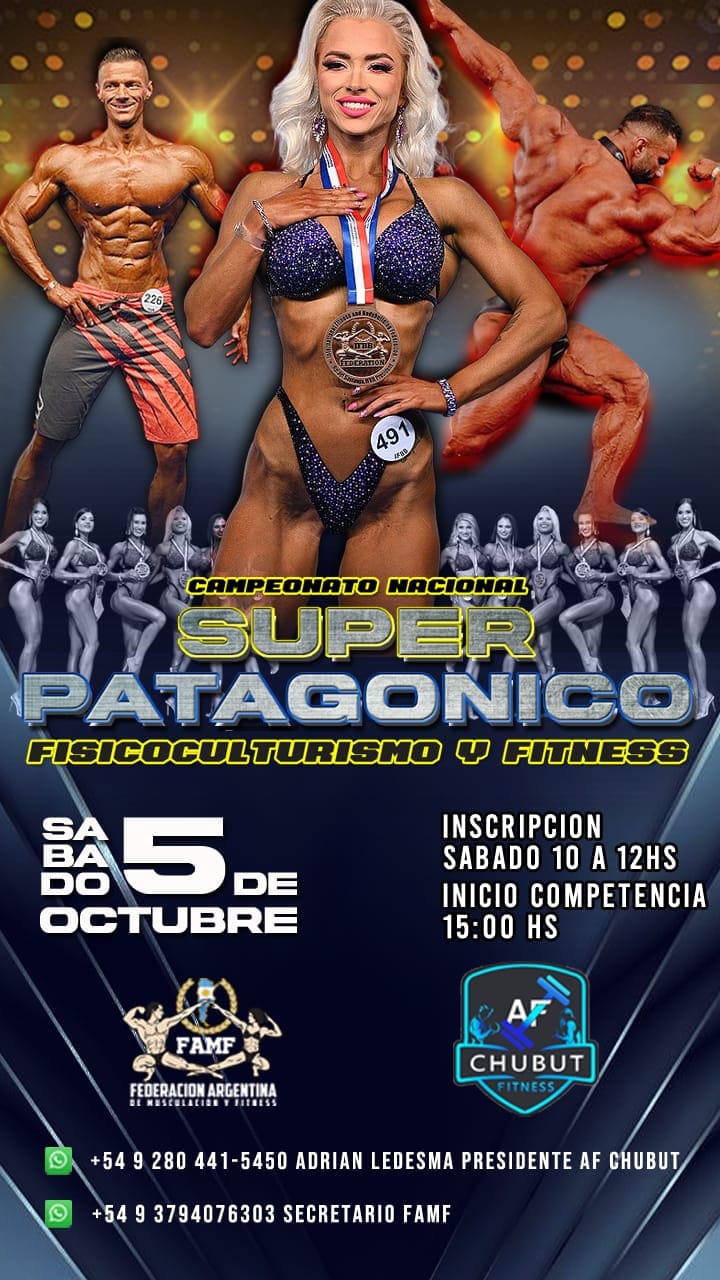 226
491
IFBB
FEDERATION
CAMPEONATO NACIONAL
SUPER
PATAGONICO
FISICOCULTURISMO Y FITNESS
SA
BA
DO 5 DE
OCTUBRE
INSCRIPCION
SABADO 10 A 12HS
INICIO COMPETENCIA
15:00 HS
FAMF
FEDERACION ARGENTINA
DE MUSCULACION Y FITNESS
AF
CHUBUT
FITNESS
+54 9 280 441-5450 ADRIAN LEDESMA PRESIDENTE AF CHUBUT
+54 9 3794076303 SECRETARIO FAMF